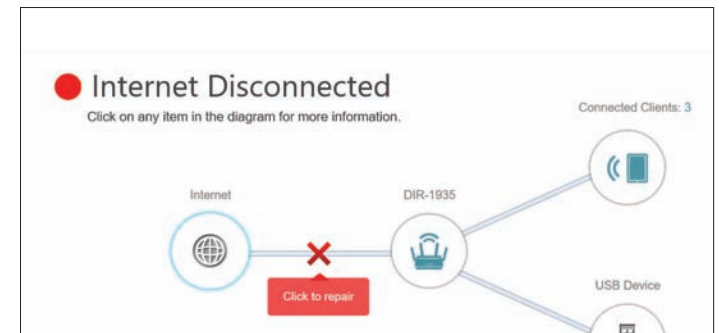 Internet Disconnected
Click on any item in the diagram for more information.
Connected Clients: 3
Internet
DIR-1935
Click to repair
USB Device